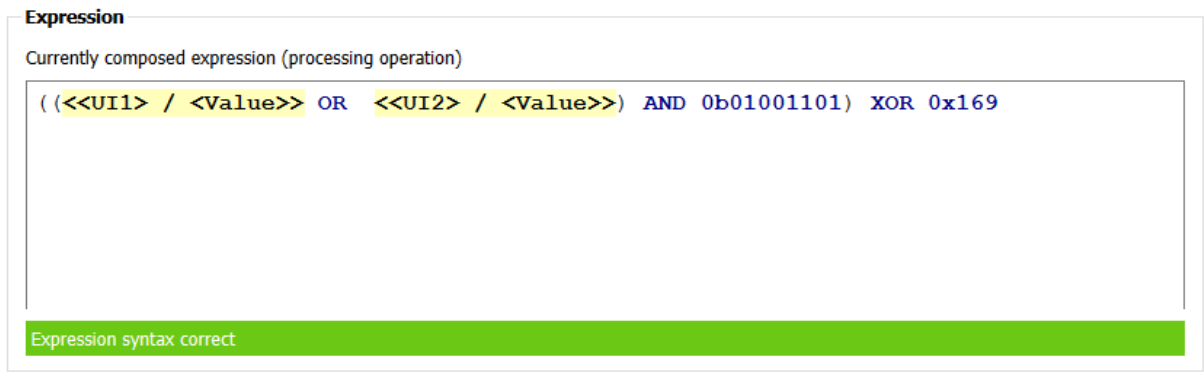 Expression
Currently composed expression (processing operation)
((<<UI1> / <Value>> OR  <<UI2> / <Value>>) AND 0b01001101) XOR 0x169
Expression syntax correct